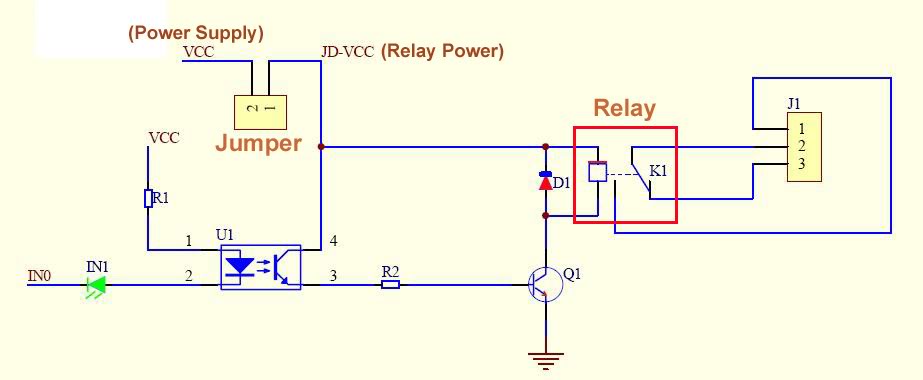 (Power Supply)
VCC
JD-VCC (Relay Power)
2 1
Jumper
Relay
J1
1
2
3
VCC
R1
D1
K1
U1
1
4
2
3
IN0
IN1
R2
Q1